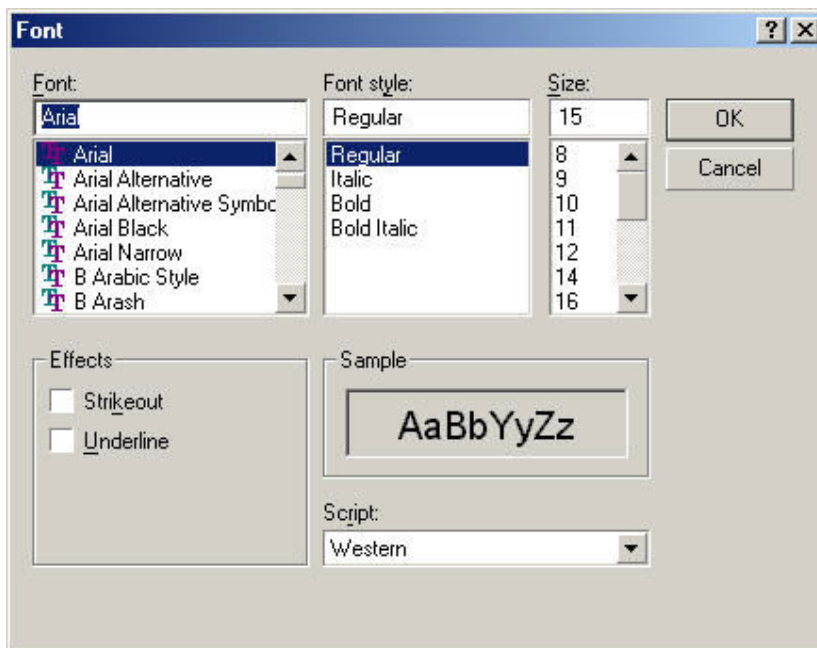 Font
Font:
Arial
Arial
Arial Alternative
Arial Alternative Symbc
Arial Black
Arial Narrow
B Arabic Style
B Arash
Font style:
Regular
Regular
Italic
Bold
Bold Italic
Size:
15
8
9
10
11
12
14
16
OK
Cancel
Effects
Strikeout
Underline
Sample
AaBbYyZz
Script:
Western